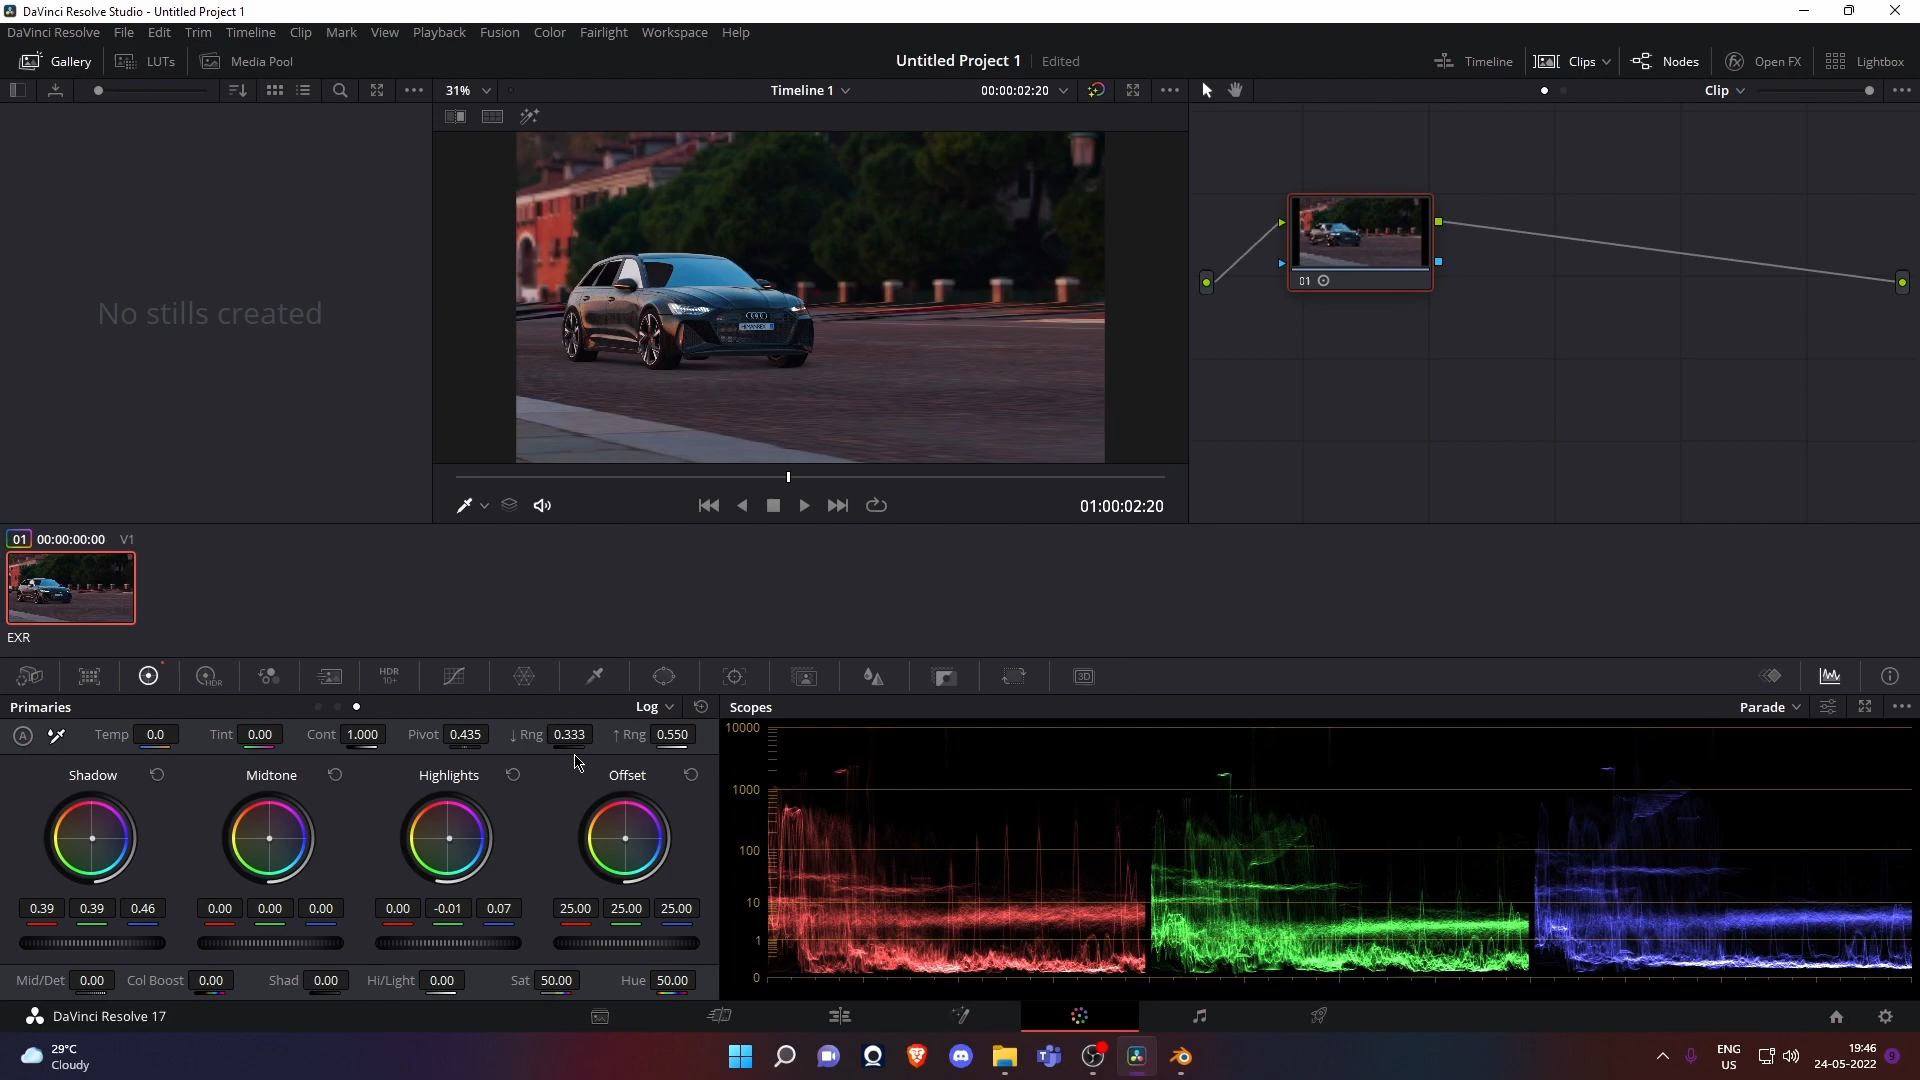 DaVinci Resolve Studio - Untitled Project 1
DaVinci Resolve File Edit Trim Timeline Clip Mark View Playback Fusion Color Fairlight Workspace Help
Gallery LUTs Media Pool Untitled Project 1 Edited Timeline Clips Nodes Open FX Lightbox
31% Timeline 1 00:00:02:20 Clip
No stills created
HIMANREX
01
01:00:02:20
01 00:00:00:00 V1
EXR
HDR
HDR
10+
3D
Primaries Log Scopes Parade
A Temp 0.0 Tint 0.00 Cont 1.000 Pivot 0.435 ↓ Rng 0.333 ↑ Rng 0.550
Shadow Midtone Highlights Offset
0.39 0.39 0.46 0.00 0.00 0.00 0.00 -0.01 0.07 25.00 25.00 25.00
Mid/Det 0.00 Col Boost 0.00 Shad 0.00 Hi/Light 0.00 Sat 50.00 Hue 50.00
10000
1000
100
10
1
0
DaVinci Resolve 17
29°C
Cloudy
ENG
US
19:46
24-05-2022
9